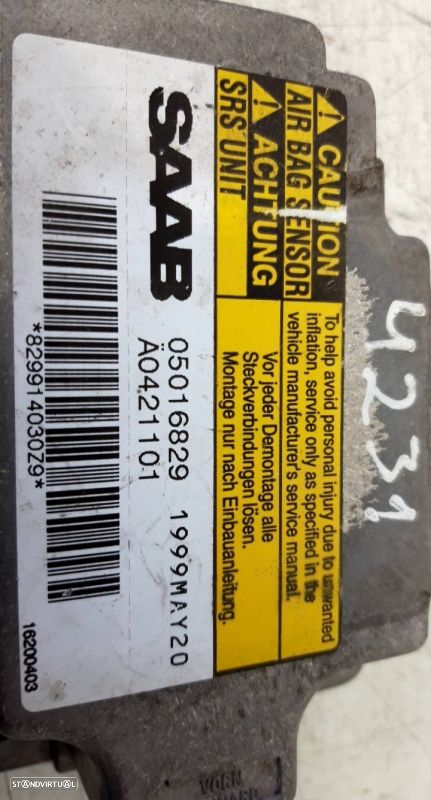 CAUTION
AIR BAG SENSOR
To help avoid personal injury due to unwanted
inflation, service only as specified in the
vehicle manufacturer's service manual.
ACHTUNG
SRS UNIT
Vor jeder Demontage alle
Steckverbindungen lösen.
Montage nur nach Einbauanleitung.
SAAB
05016829 1999MAY20
Ä0421101
*82991403029*
16200403
4231
STANDVIRTUAL